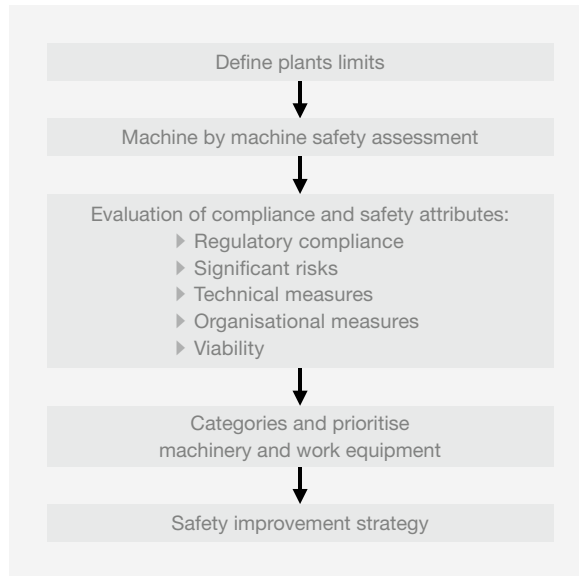 Define plants limits
Machine by machine safety assessment
Evaluation of compliance and safety attributes:
Regulatory compliance
Significant risks
Technical measures
Organisational measures
Viability
Categories and prioritise
machinery and work equipment
Safety improvement strategy